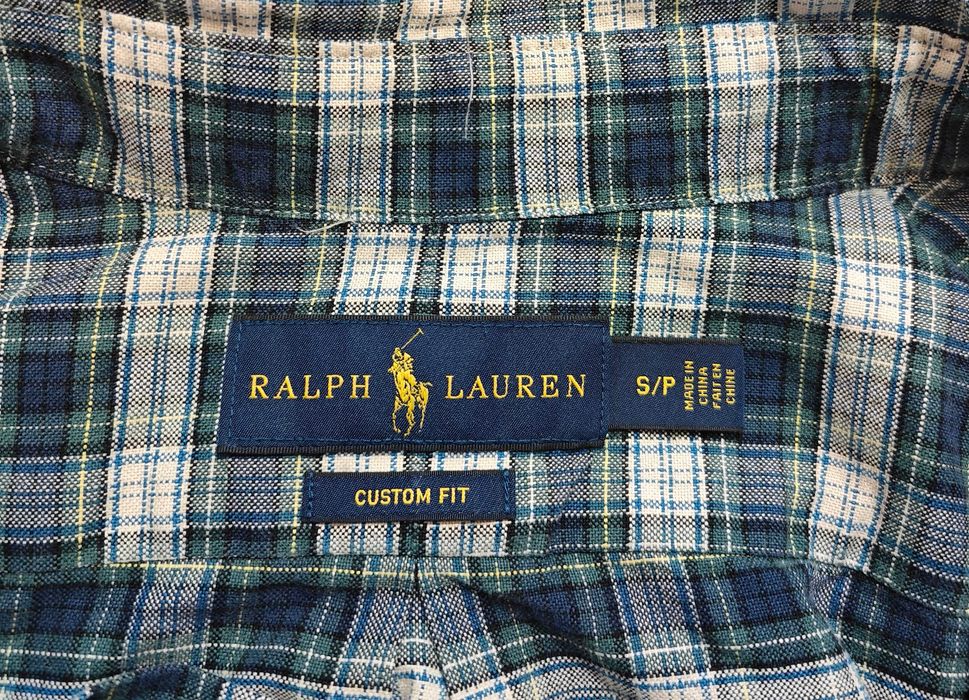 RALPH LAUREN
S/P
MADE IN
CHINA
FAIT EN
CHINE
CUSTOM FIT